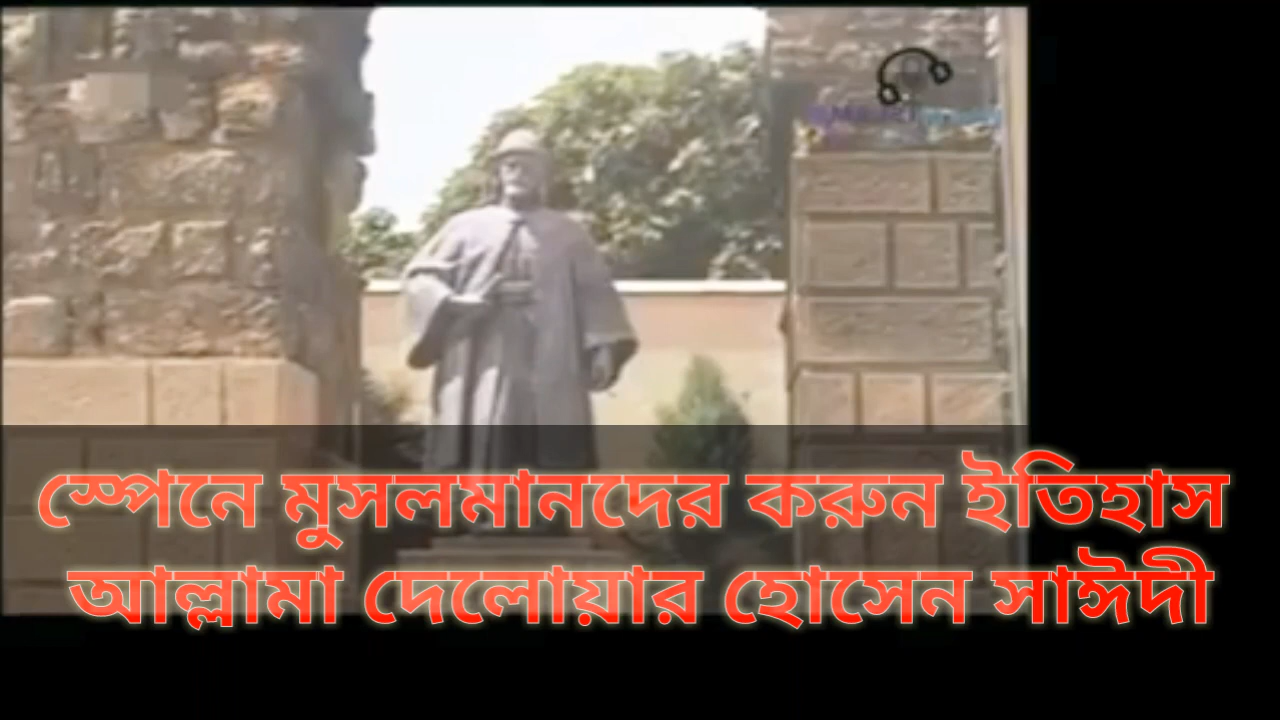 স্পেনে মুসলমানদের করুন ইতিহাস
আল্লামা দেলোয়ার হোসেন সাঈদী